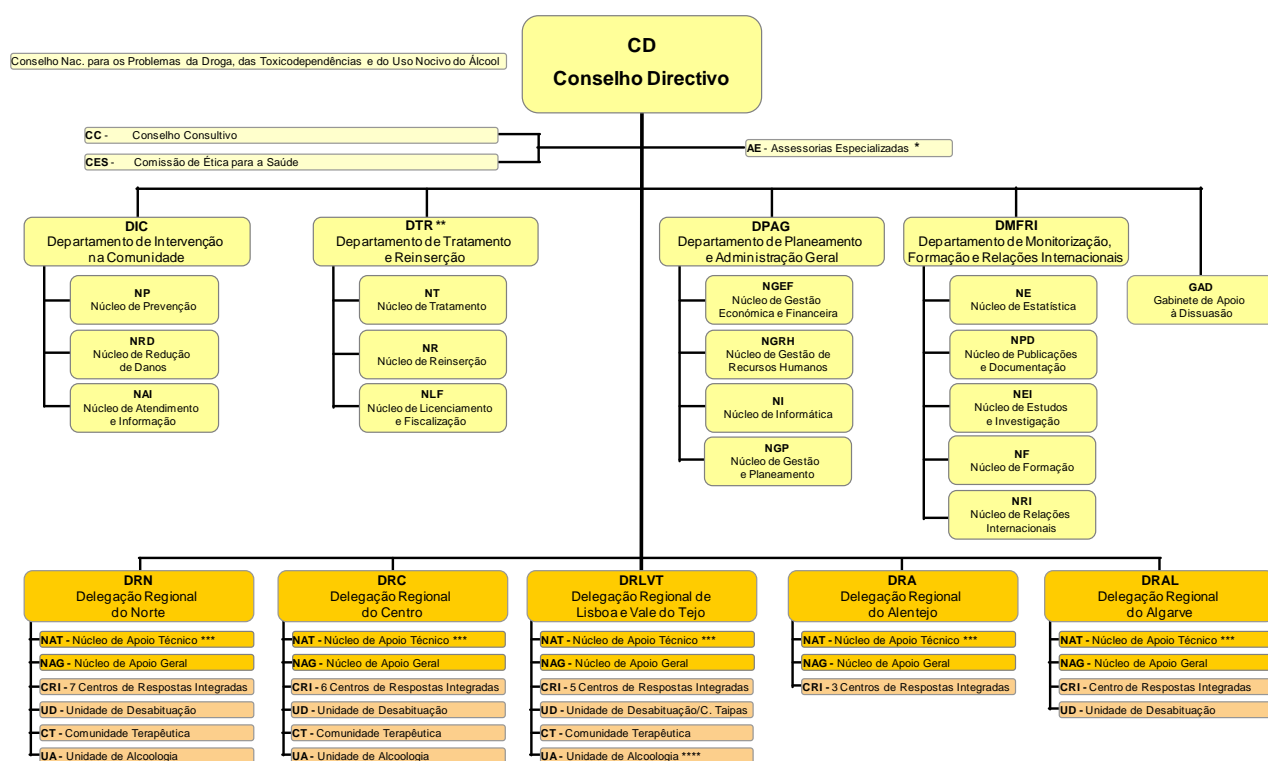 CD
Conselho Directivo
Conselho Nac. para os Problemas da Droga, das Toxicodependências e do Uso Nocivo do Álcool
CC - Conselho Consultivo
CES - Comissão de Ética para a Saúde
AE - Assessorias Especializadas *
DIC
Departamento de Intervenção
na Comunidade
NP
Núcleo de Prevenção
NRD
Núcleo de Redução
de Danos
NAI
Núcleo de Atendimento
e Informação
DTR **
Departamento de Tratamento
e Reinserção
NT
Núcleo de Tratamento
NR
Núcleo de Reinserção
NLF
Núcleo de Licenciamento
e Fiscalização
DPAG
Departamento de Planeamento
e Administração Geral
NGEF
Núcleo de Gestão
Económica e Financeira
NGRH
Núcleo de Gestão de
Recursos Humanos
NI
Núcleo de Informática
NGP
Núcleo de Gestão
e Planeamento
DMFRI
Departamento de Monitorização,
Formação e Relações Internacionais
NE
Núcleo de Estatística
NPD
Núcleo de Publicações
e Documentação
NEI
Núcleo de Estudos
e Investigação
NF
Núcleo de Formação
NRI
Núcleo de Relações
Internacionais
GAD
Gabinete de Apoio
à Dissuasão
DRN
Delegação Regional
do Norte
NAT - Núcleo de Apoio Técnico ***
NAG - Núcleo de Apoio Geral
CRI - 7 Centros de Respostas Integradas
UD - Unidade de Desabituação
CT - Comunidade Terapêutica
UA - Unidade de Alcoologia
DRC
Delegação Regional
do Centro
NAT - Núcleo de Apoio Técnico ***
NAG - Núcleo de Apoio Geral
CRI - 6 Centros de Respostas Integradas
UD - Unidade de Desabituação
CT - Comunidade Terapêutica
UA - Unidade de Alcoologia
DRLVT
Delegação Regional de
Lisboa e Vale do Tejo
NAT - Núcleo de Apoio Técnico ***
NAG - Núcleo de Apoio Geral
CRI - 5 Centros de Respostas Integradas
UD - Unidade de Desabituação/C. Taipas
CT - Comunidade Terapêutica
UA - Unidade de Alcoologia ****
DRA
Delegação Regional
do Alentejo
NAT - Núcleo de Apoio Técnico ***
NAG - Núcleo de Apoio Geral
CRI - 3 Centros de Respostas Integradas
DRAL
Delegação Regional
do Algarve
NAT - Núcleo de Apoio Técnico ***
NAG - Núcleo de Apoio Geral
CRI - Centro de Respostas Integradas
UD - Unidade de Desabituação